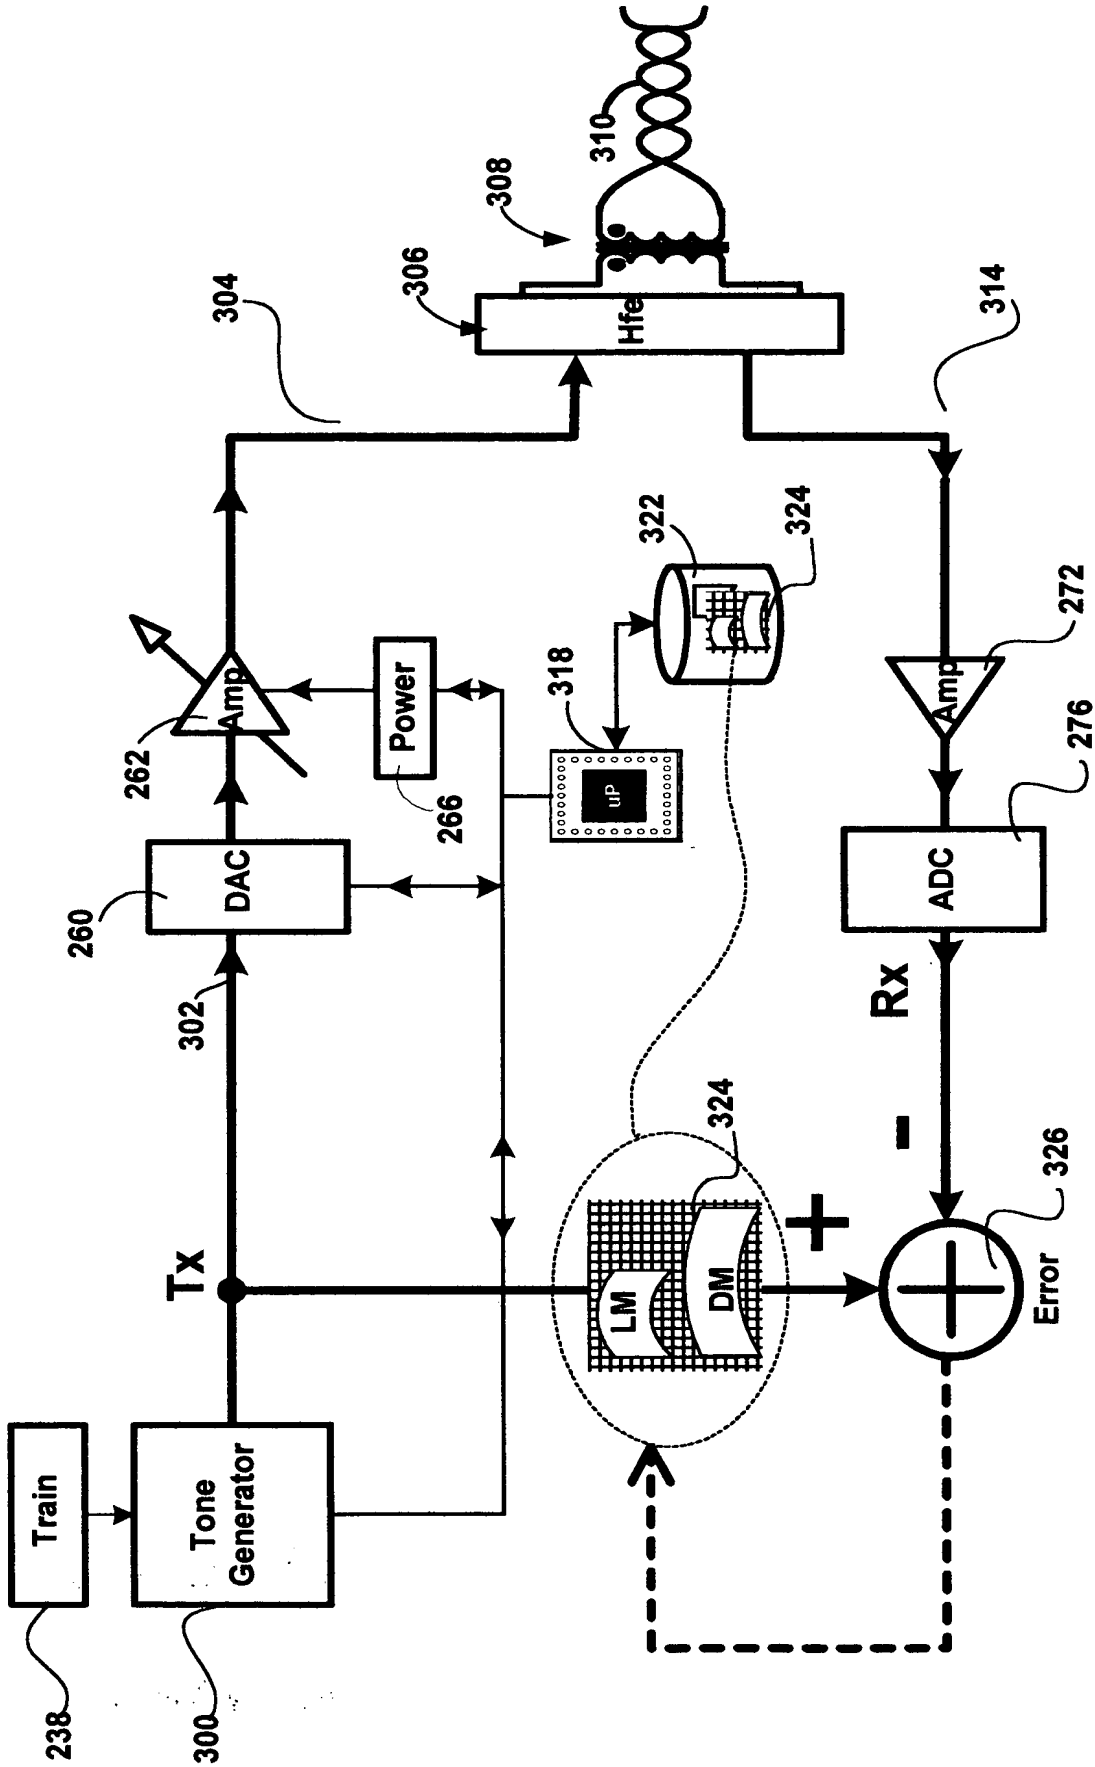 238
Train
300
Tone
Generator
Tx
302
260
DAC
262
Amp
266
Power
304
306
Hfe
308
310
314
318
uP
322
324
LM
DM
324
+
-
Rx
276
ADC
272
Amp
326
Error